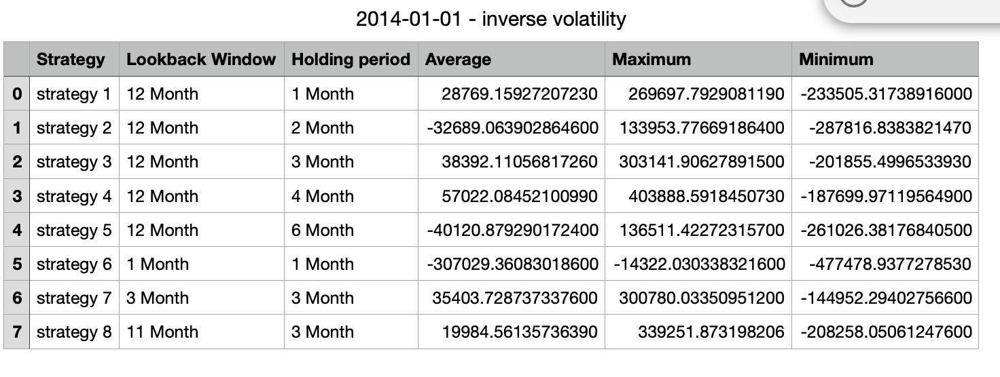 2014-01-01 - inverse volatility
Strategy Lookback Window Holding period Average Maximum Minimum
0 strategy 1 12 Month 1 Month 28769.15927207230 269697.7929081190 -233505.31738916000
1 strategy 2 12 Month 2 Month -32689.063902864600 133953.77669186400 -287816.8383821470
2 strategy 3 12 Month 3 Month 38392.11056817260 303141.90627891500 -201855.4996533930
3 strategy 4 12 Month 4 Month 57022.08452100990 403888.5918450730 -187699.97119564900
4 strategy 5 12 Month 6 Month -40120.879290172400 136511.42272315700 -261026.38176840500
5 strategy 6 1 Month 1 Month -307029.36083018600 -14322.030338321600 -477478.9377278530
6 strategy 7 3 Month 3 Month 35403.728737337600 300780.03350951200 -144952.29402756600
7 strategy 8 11 Month 3 Month 19984.56135736390 339251.873198206 -208258.05061247600